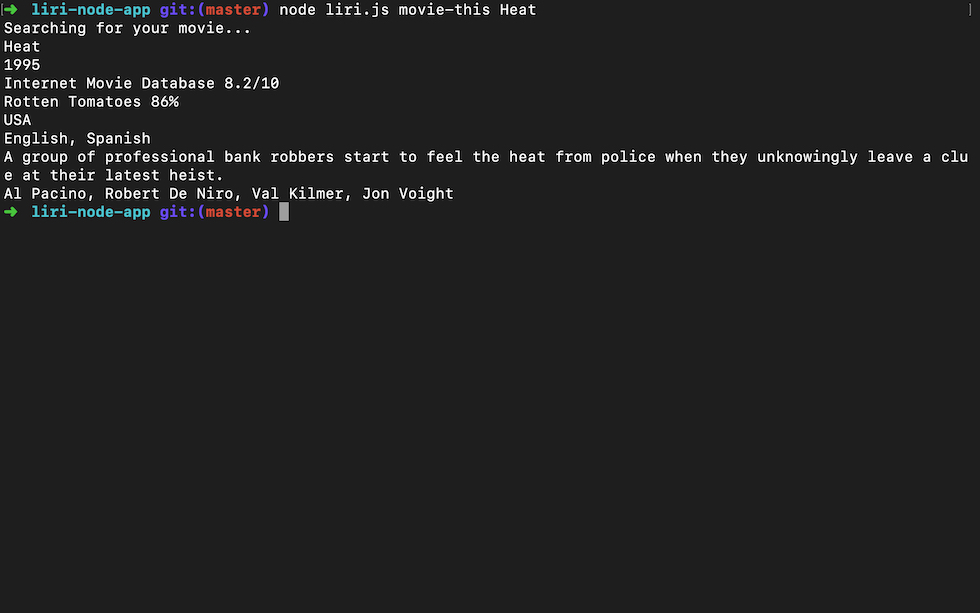 ➜ liri-node-app git:(master) node liri.js movie-this Heat
Searching for your movie...
Heat
1995
Internet Movie Database 8.2/10
Rotten Tomatoes 86%
USA
English, Spanish
A group of professional bank robbers start to feel the heat from police when they unknowingly leave a clu
e at their latest heist.
Al Pacino, Robert De Niro, Val Kilmer, Jon Voight
➜ liri-node-app git:(master)